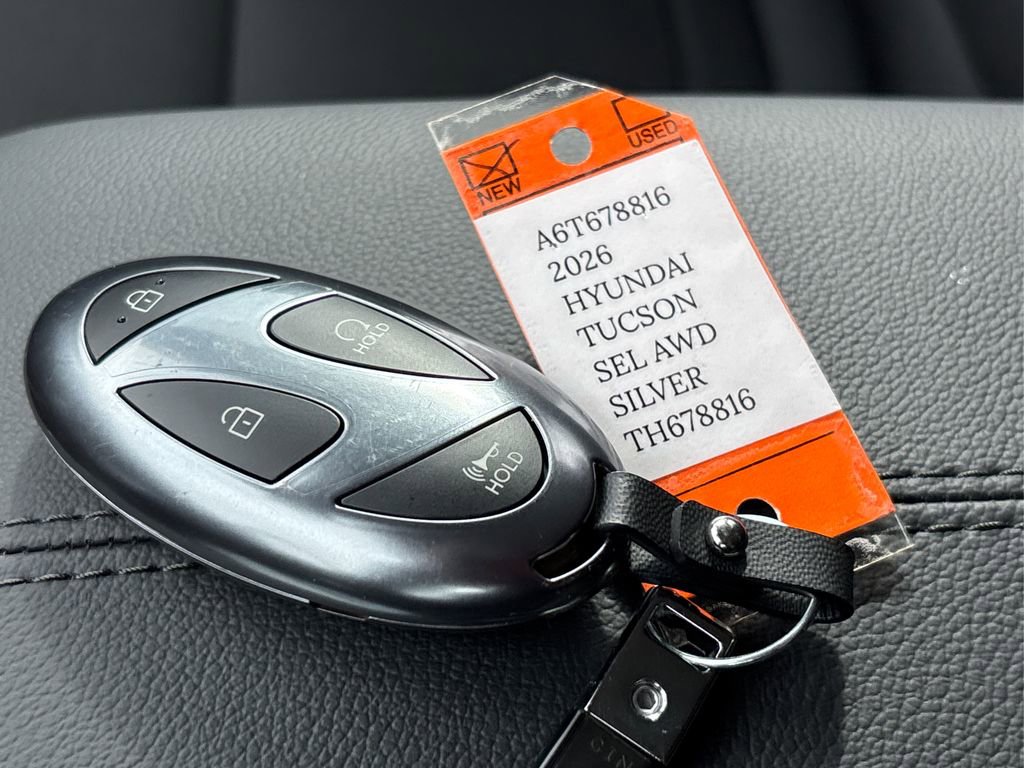 NEW
USED
A6T678816
2026
HYUNDAI
TUCSON
SEL AWD
SILVER
TH678816
HOLD
HOLD